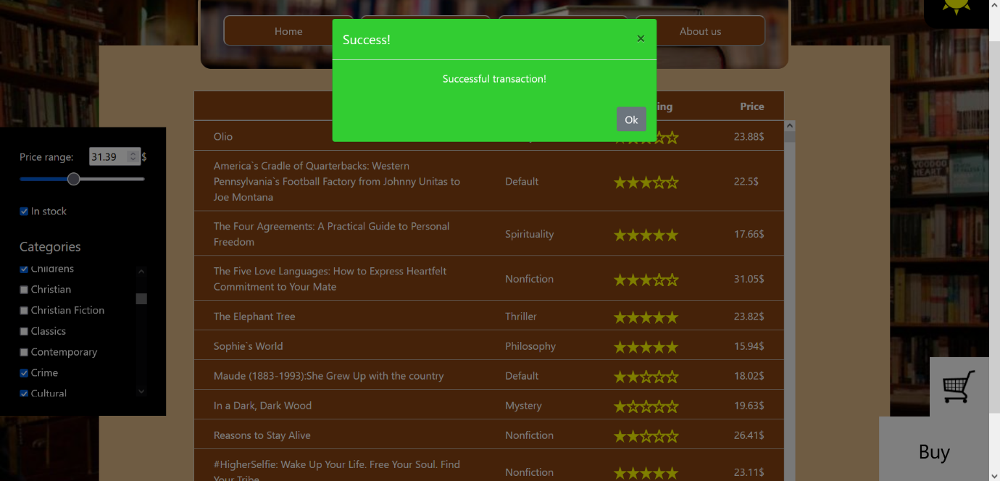 Home
About us
Success!
×
Successful transaction!
Ok
ing
Price
Olio
23.88$
America`s Cradle of Quarterbacks: Western
Pennsylvania`s Football Factory from Johnny Unitas to
Joe Montana
Default
22.5$
The Four Agreements: A Practical Guide to Personal
Freedom
Spirituality
17.66$
The Five Love Languages: How to Express Heartfelt
Commitment to Your Mate
Nonfiction
31.05$
The Elephant Tree
Thriller
23.82$
Sophie`s World
Philosophy
15.94$
Maude (1883-1993):She Grew Up with the country
Default
18.02$
In a Dark, Dark Wood
Mystery
19.63$
Reasons to Stay Alive
Nonfiction
26.41$
#HigherSelfie: Wake Up Your Life. Free Your Soul. Find
Your Tribe
Nonfiction
23.11$
Price range:
31.39
$
In stock
Categories
Childrens
Christian
Christian Fiction
Classics
Contemporary
Crime
Cultural
VOODOO
HEART
Buy